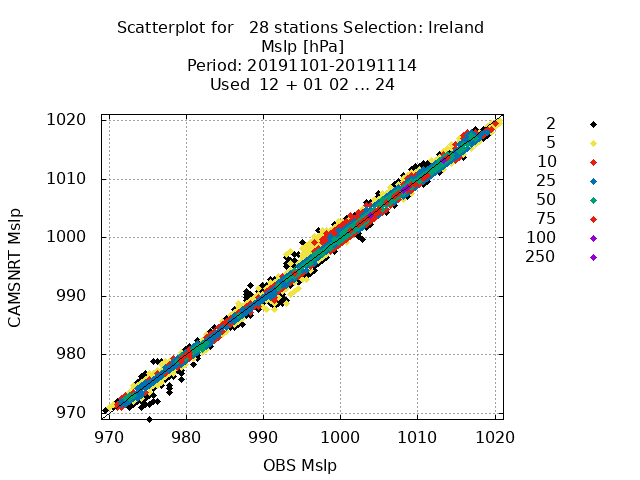 Scatterplot for   28 stations Selection: Ireland
Mslp [hPa]
Period: 20191101-20191114
Used  12 + 01 02 ... 24
CAMSNRT Mslp
1020
1010
1000
990
980
970
970 980 990 1000 1010 1020
OBS Mslp
2
5
10
25
50
75
100
250